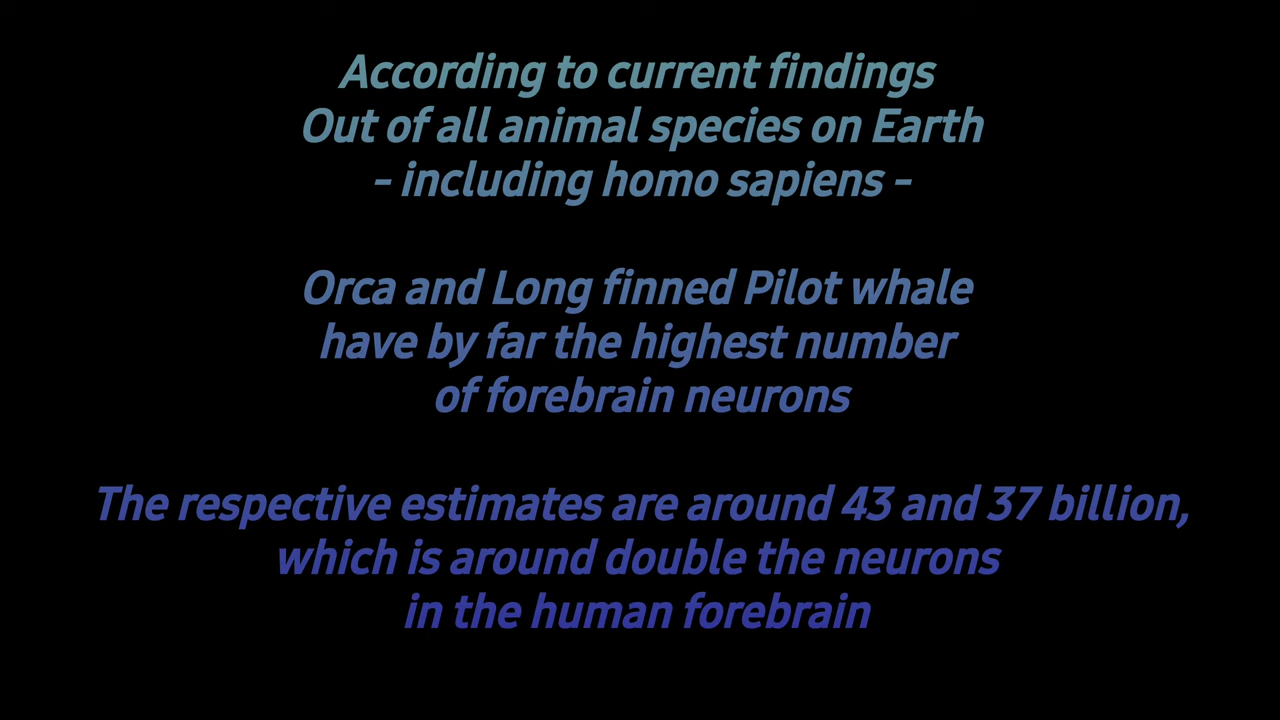 According to current findings
Out of all animal species on Earth
- including homo sapiens -
Orca and Long finned Pilot whale
have by far the highest number
of forebrain neurons
The respective estimates are around 43 and 37 billion,
which is around double the neurons
in the human forebrain